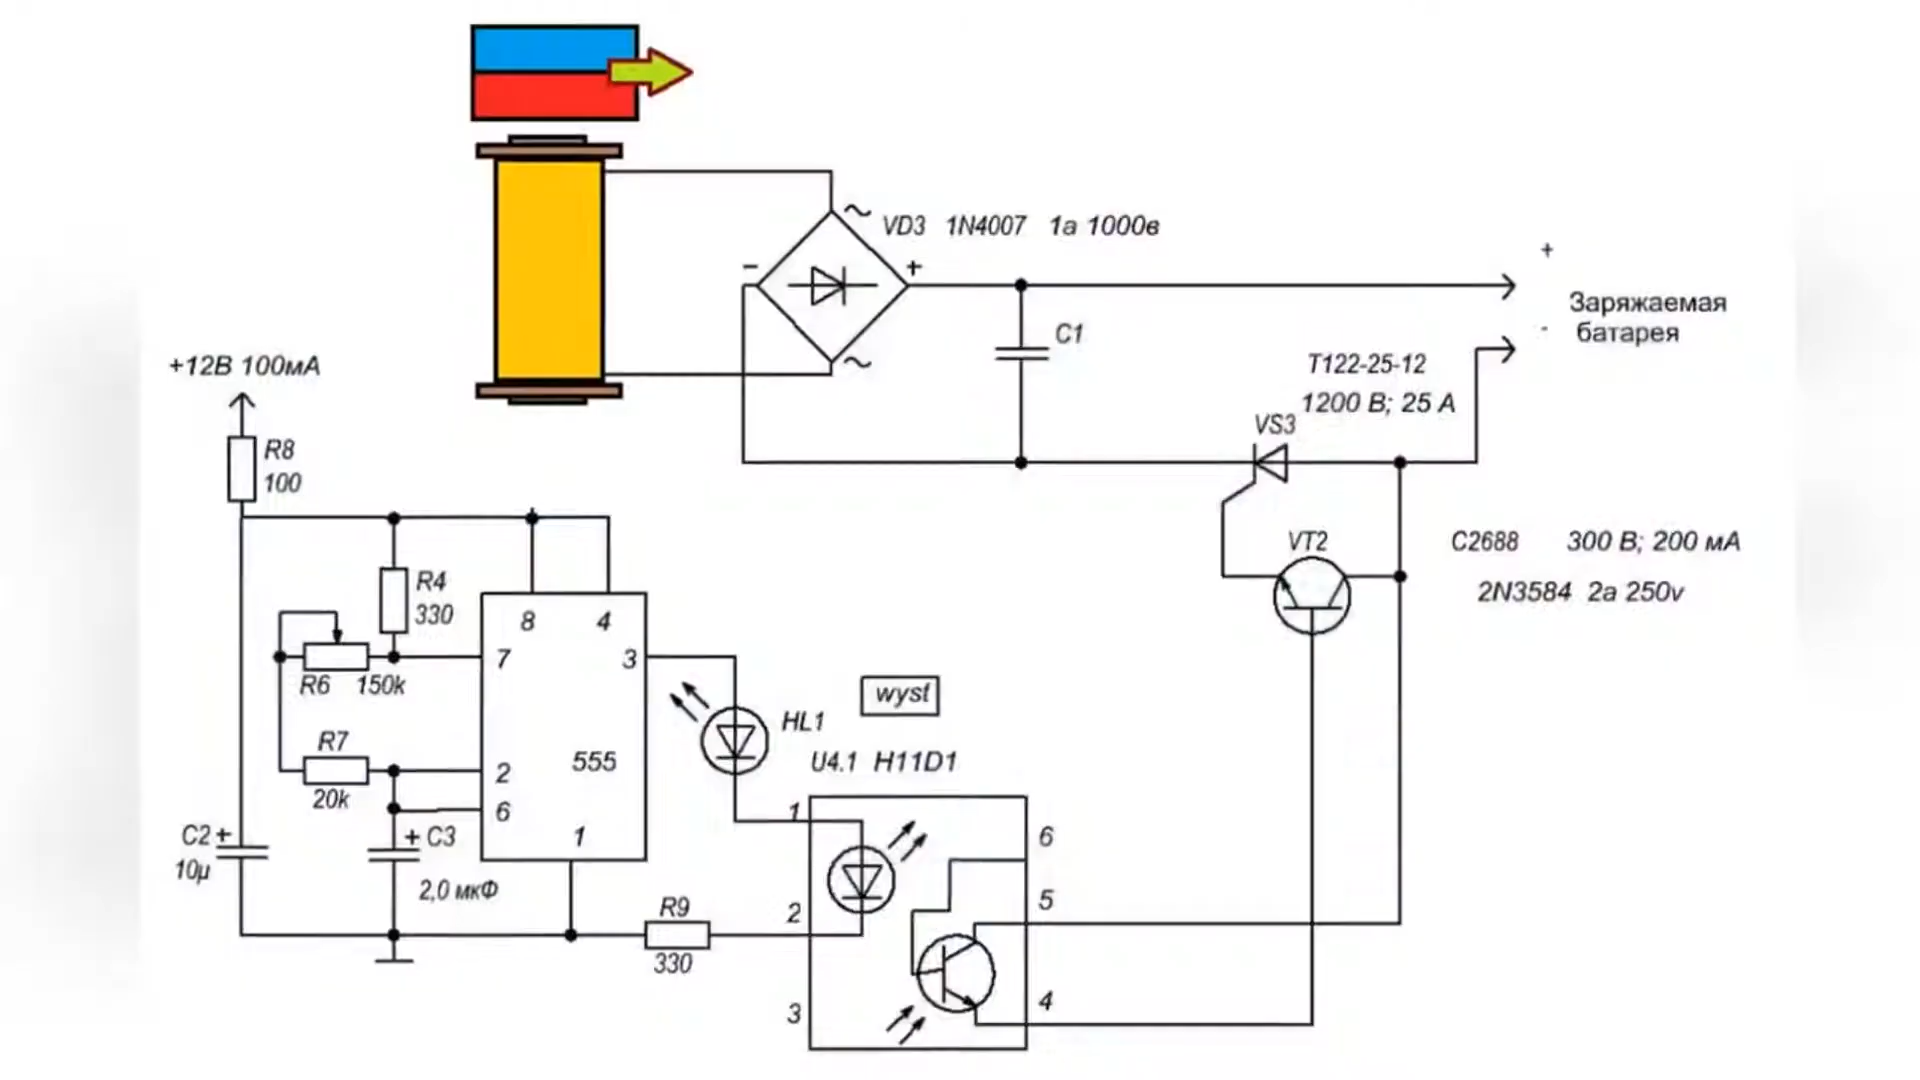 VD3 1N4007 1a 1000в
~
- +
+
C1
Заряжаемая
-
батарея
~
+12В 100мА
T122-25-12
1200 В; 25 А
VS3
R8
100
VT2
C2688 300 В; 200 мА
2N3584 2a 250v
R4
330
8 4
7
3
R6 150k
wyst
HL1
R7
20k
2
555
U4.1 H11D1
6
1
C2 +
10µ
+ C3
1
2,0 мкФ
6
5
R9
330
2
3
4